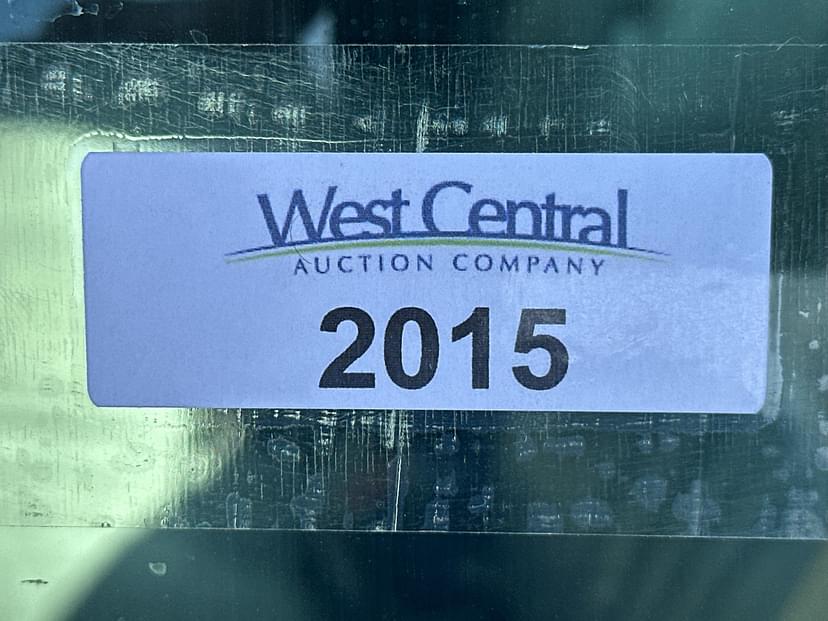 West Central
AUCTION COMPANY
2015